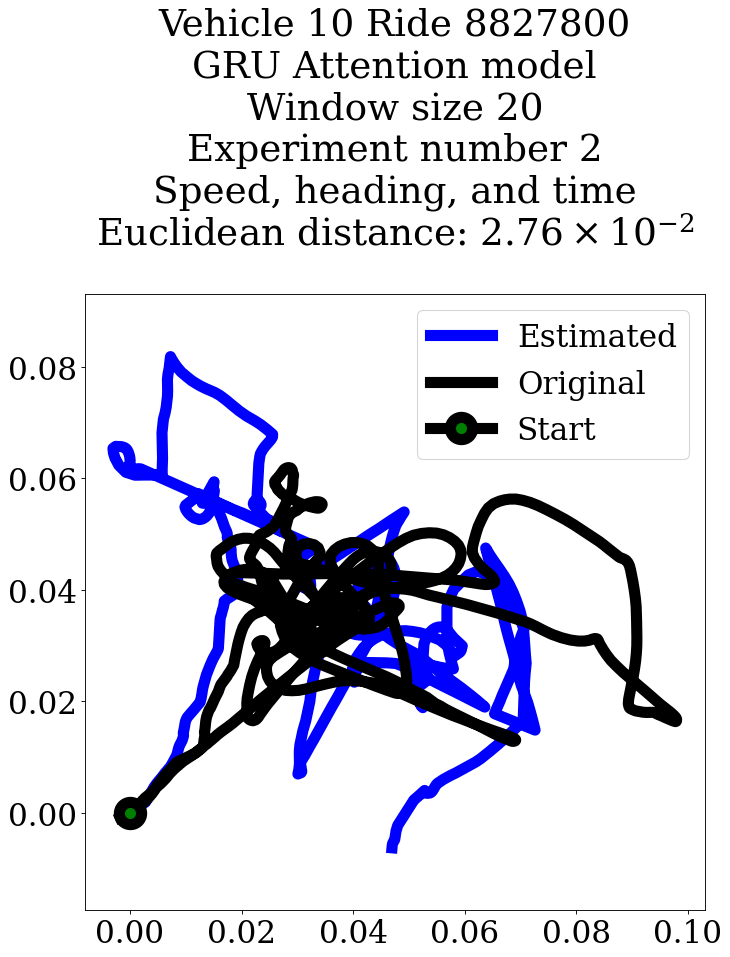 Vehicle 10 Ride 8827800
GRU Attention model
Window size 20
Experiment number 2
Speed, heading, and time
Euclidean distance: 2.76 × 10⁻²
Estimated
Original
Start
0.08
0.06
0.04
0.02
0.00
0.00 0.02 0.04 0.06 0.08 0.10